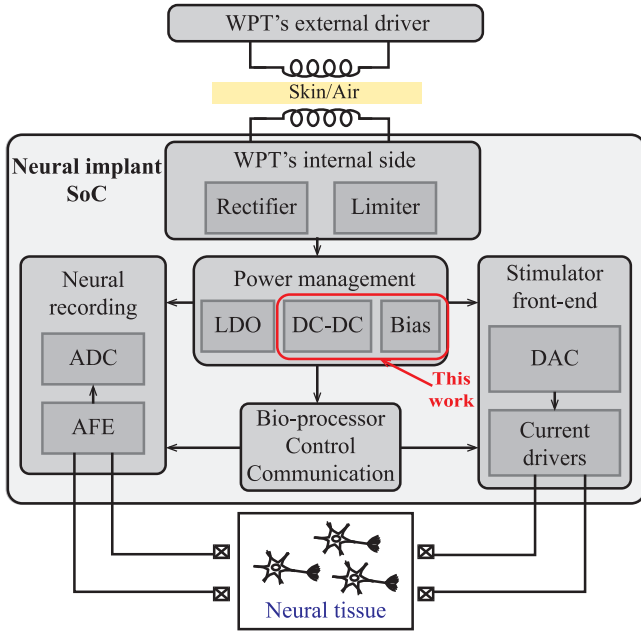 WPT's external driver
Skin/Air
Neural implant
SoC
WPT's internal side
Rectifier
Limiter
Neural
recording
ADC
AFE
Power management
LDO
DC-DC
Bias
This
work
Bio-processor
Control
Communication
Stimulator
front-end
DAC
Current
drivers
Neural tissue